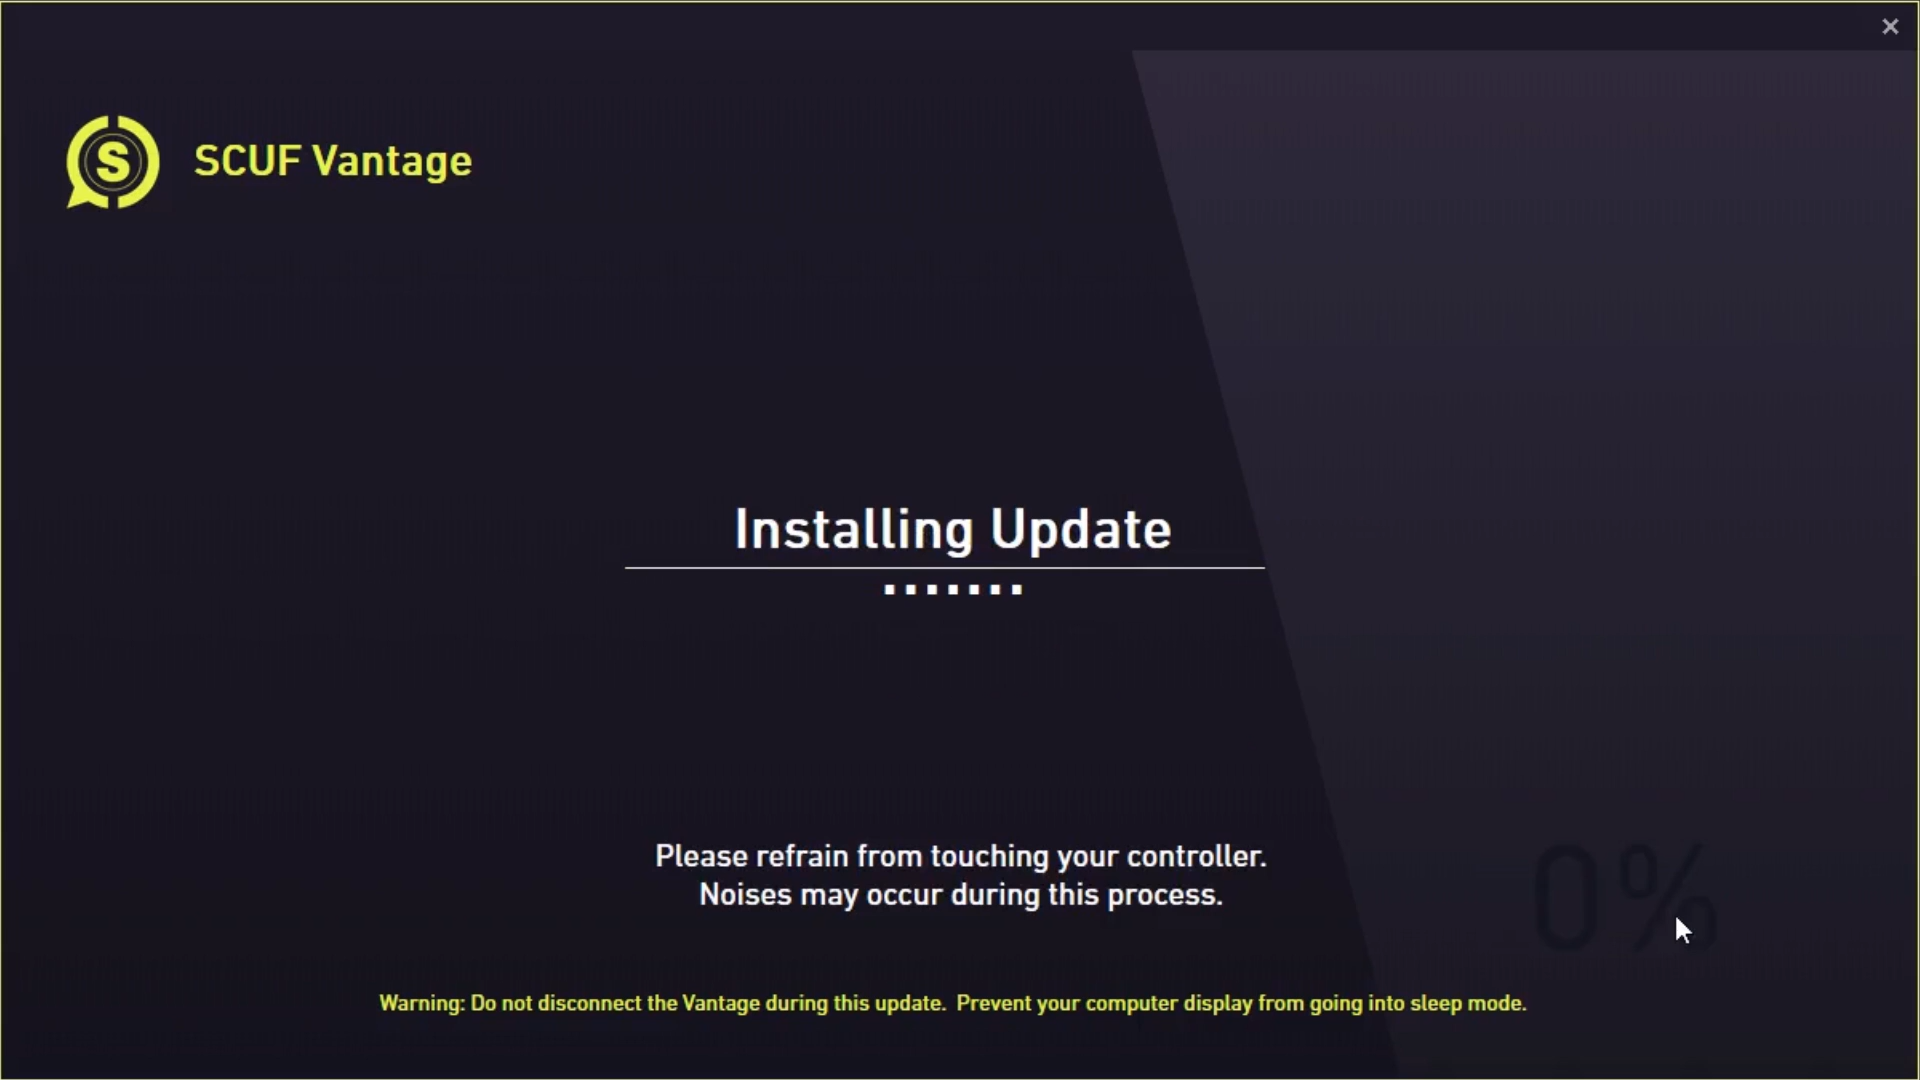 S
SCUF Vantage
Installing Update
Please refrain from touching your controller.
Noises may occur during this process.
0%
Warning: Do not disconnect the Vantage during this update. Prevent your computer display from going into sleep mode.